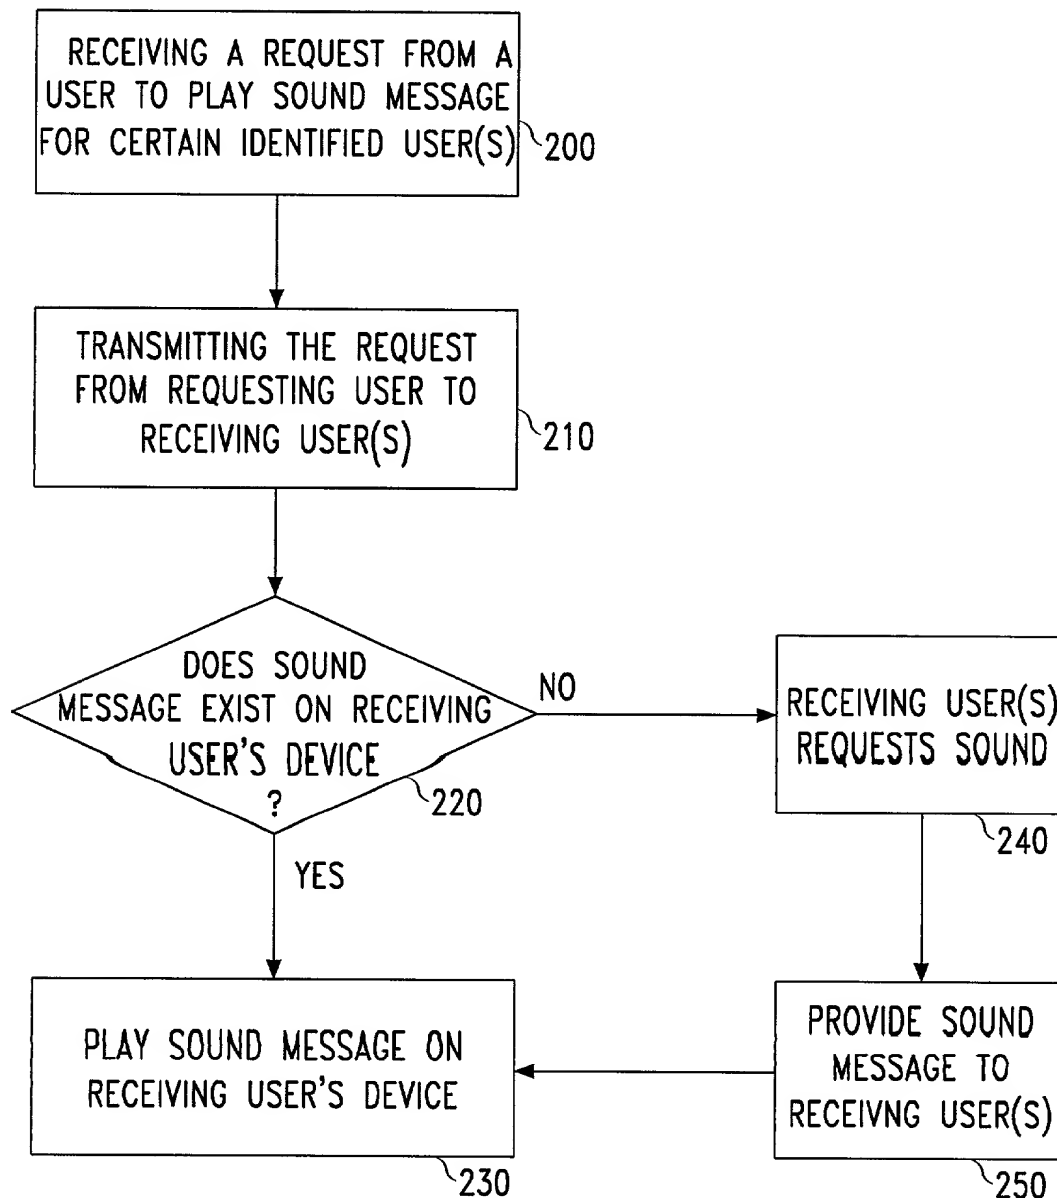 RECEIVING A REQUEST FROM A
USER TO PLAY SOUND MESSAGE
FOR CERTAIN IDENTIFIED USER(S)
200
TRANSMITTING THE REQUEST
FROM REQUESTING USER TO
RECEIVING USER(S)
210
DOES SOUND
MESSAGE EXIST ON RECEIVING
USER'S DEVICE
?
220
NO
RECEIVING USER(S)
REQUESTS SOUND
240
YES
PLAY SOUND MESSAGE ON
RECEIVING USER'S DEVICE
230
PROVIDE SOUND
MESSAGE TO
RECEIVNG USER(S)
250